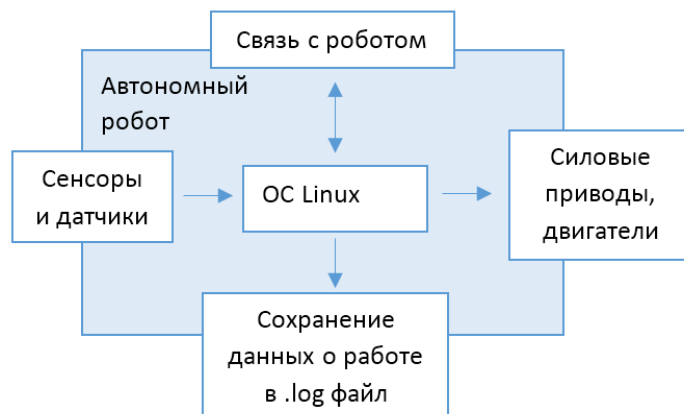 Связь с роботом
Автономный
робот
Сенсоры
и датчики
ОС Linux
Силовые
приводы,
двигатели
Сохранение
данных о работе
в .log файл